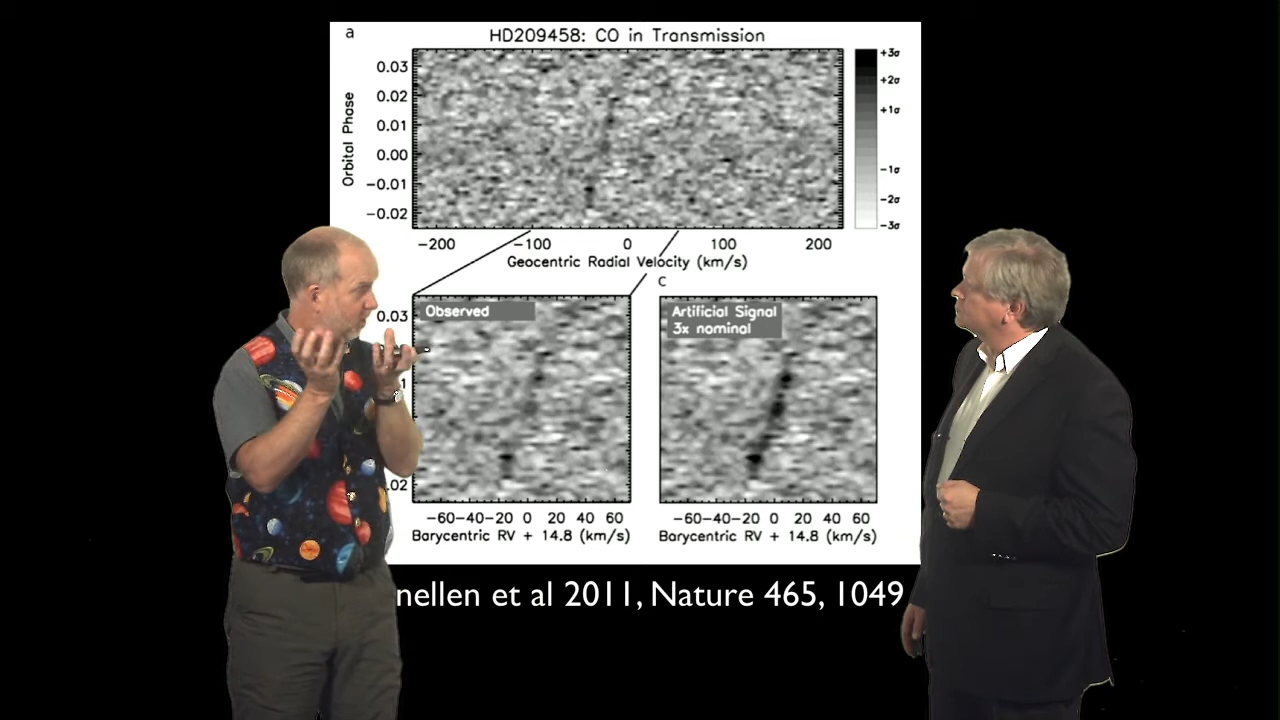 a
HD209458: CO in Transmission
Orbital Phase
0.03
0.02
0.01
0.00
−0.01
−0.02
+3σ
+2σ
+1σ
−1σ
−2σ
−3σ
−200 −100 0 100 200
Geocentric Radial Velocity (km/s)
c
0.03
1
.02
Observed
Artificial Signal
3x nominal
−60−40−20 0 20 40 60
Barycentric RV + 14.8 (km/s)
−60−40−20 0 20 40 60
Barycentric RV + 14.8 (km/s)
nellen et al 2011, Nature 465, 1049